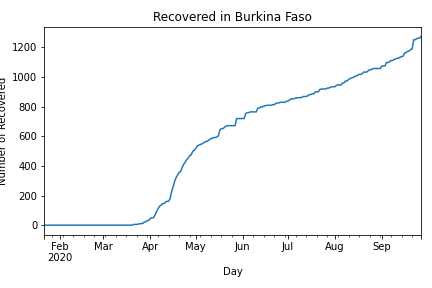 Recovered in Burkina Faso
Number of Recovered
1200
1000
800
600
400
200
0
Feb Mar Apr May Jun Jul Aug Sep
2020
Day